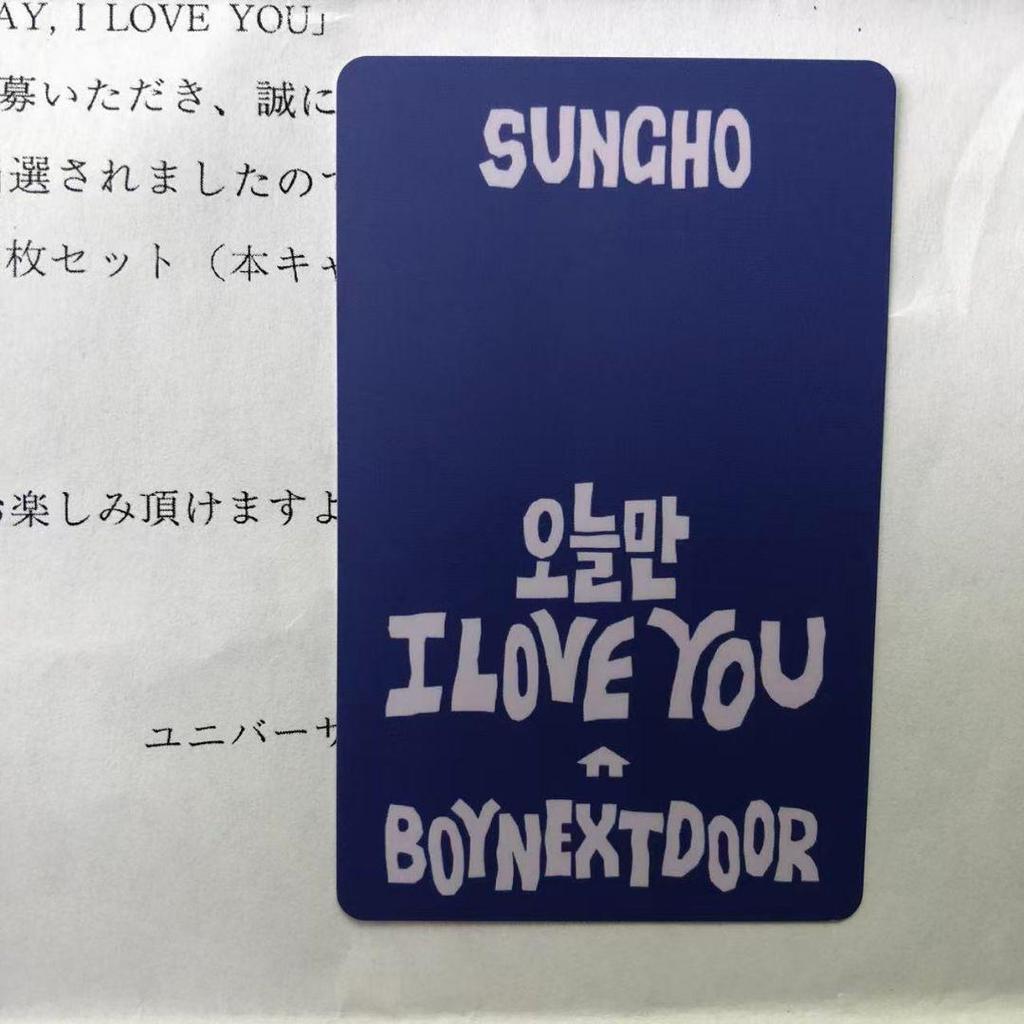 AY, I LOVE YOU」
募いただき、誠に
選されましたので
枚セット（本キャ
楽しみ頂けますよ
ユニバーサ
SUNGHO
오늘만
I LOVE YOU
BOYNEXTDOOR